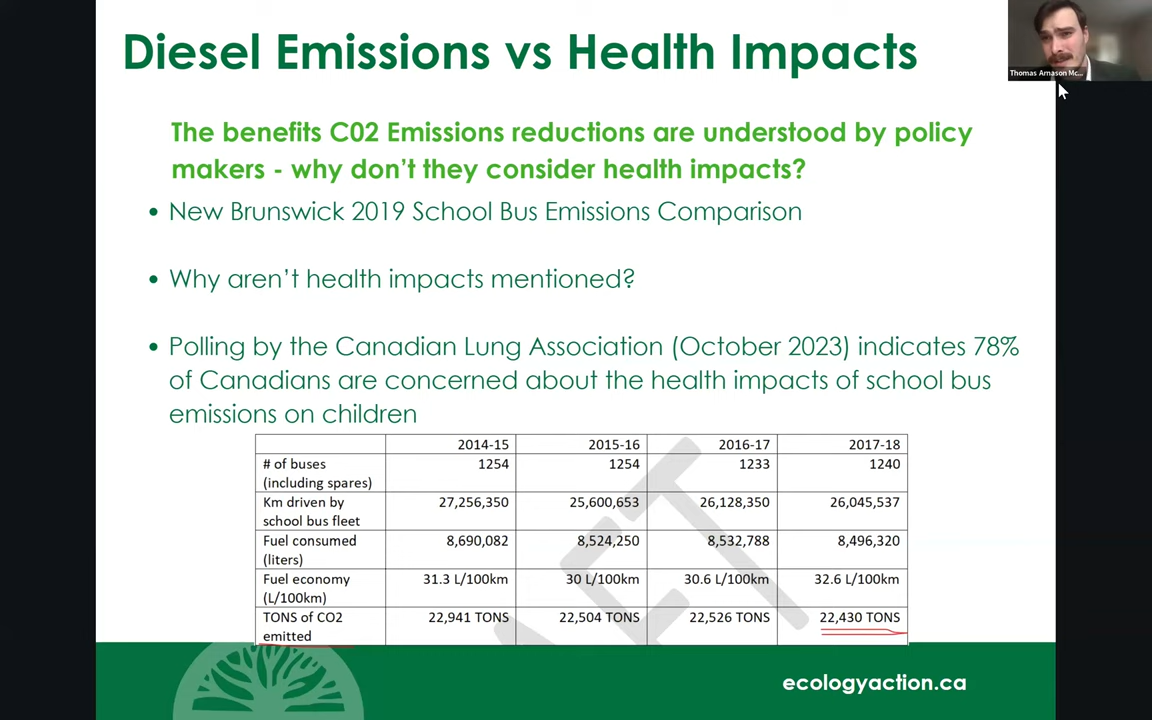 Diesel Emissions vs Health Impacts
Thomas Arnason Mc...
The benefits C02 Emissions reductions are understood by policy
makers - why don't they consider health impacts?
• New Brunswick 2019 School Bus Emissions Comparison
• Why aren't health impacts mentioned?
• Polling by the Canadian Lung Association (October 2023) indicates 78%
of Canadians are concerned about the health impacts of school bus
emissions on children
2014-15 2015-16 2016-17 2017-18
# of buses 1254 1254 1233 1240
(including spares)
Km driven by 27,256,350 25,600,653 26,128,350 26,045,537
school bus fleet
Fuel consumed 8,690,082 8,524,250 8,532,788 8,496,320
(liters)
Fuel economy 31.3 L/100km 30 L/100km 30.6 L/100km 32.6 L/100km
(L/100km)
TONS of CO2 22,941 TONS 22,504 TONS 22,526 TONS 22,430 TONS
emitted
ecologyaction.ca